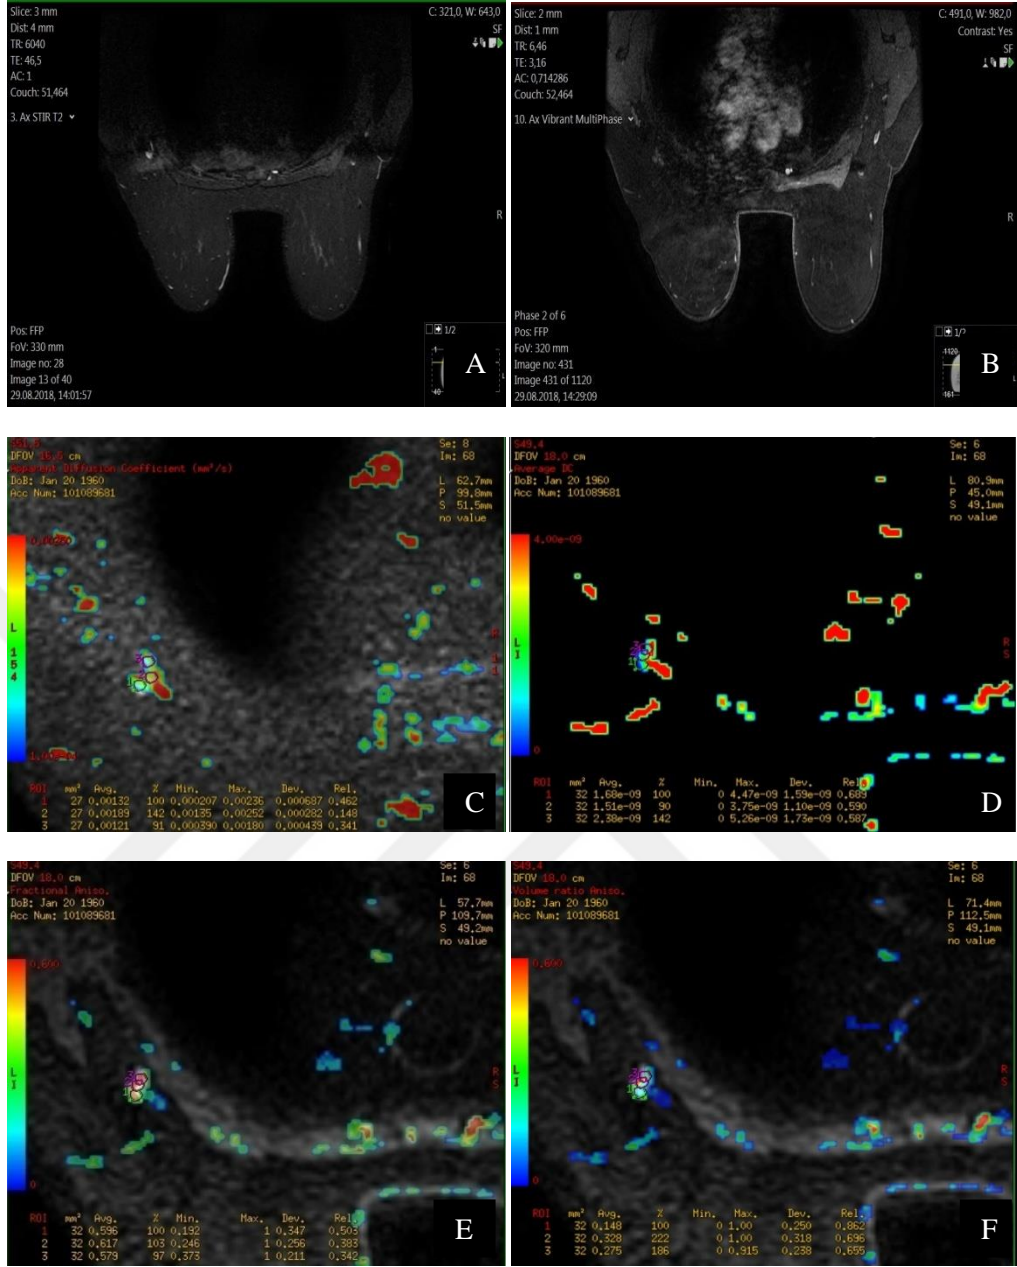 Slice: 3 mm
Dist: 4 mm
TR: 6040
TE: 46,5
AC: 1
Couch: 51,464
3. Ax STIR T2
C: 321,0, W: 643,0
SF
R
Pos: FFP
FoV: 330 mm
Image no: 28
Image 13 of 40
29.08.2018, 14:01:57
1/2
1
40
A
Slice: 2 mm
Dist: 1 mm
TR: 6,46
TE: 3,16
AC: 0,714286
Couch: 52,464
10. Ax Vibrant MultiPhase
C: 491,0, W: 982,0
Contrast: Yes
SF
R
Phase 2 of 6
Pos: FFP
FoV: 320 mm
Image no: 431
Image 431 of 1120
29.08.2018, 14:29:09
1/?
1120
161
L
B
DFOV 16.5 cm
Apparent Diffusion Coefficient (mm²/s)
DoB: Jan 20 1960
Acc Num: 101089681
Se: 8
Im: 68
L 62.7mm
P 99.8mm
S 51.5mm
no value
L
1
5
4
ROI mm² Avg. % Min. Max. Dev. Rel.
1 27 0.00132 100 0.000207 0.00236 0.000687 0.462
2 27 0.00189 142 0.00135 0.00252 0.000282 0.148
3 27 0.00121 91 0.000390 0.00180 0.000439 0.341
C
S49.4
DFOV 18.0 cm
Average DC
DoB: Jan 20 1960
Acc Num: 101089681
Se: 6
Im: 68
L 80.9mm
P 45.0mm
S 49.1mm
no value
4.00e-09
L
I
R
S
0
ROI mm² Avg. % Min. Max. Dev. Rel.
1 32 1.68e-09 100 0 4.47e-09 1.59e-09 0.689
2 32 1.51e-09 90 0 3.75e-09 1.10e-09 0.590
3 32 2.38e-09 142 0 5.26e-09 1.73e-09 0.587
D
S49.4
DFOV 18.0 cm
Fractional Aniso.
DoB: Jan 20 1960
Acc Num: 101089681
Se: 6
Im: 68
L 57.7mm
P 109.7mm
S 49.2mm
no value
0.600
L
I
R
S
0
ROI mm² Avg. % Min. Max. Dev. Rel.
1 32 0.596 100 0.192 1 0.347 0.503
2 32 0.617 103 0.246 1 0.256 0.383
3 32 0.579 97 0.373 1 0.211 0.342
E
S49.4
DFOV 18.0 cm
Volume ratio Aniso.
DoB: Jan 20 1960
Acc Num: 101089681
Se: 6
Im: 68
L 71.4mm
P 112.5mm
S 49.1mm
no value
0.600
L
I
R
S
0
ROI mm² Avg. % Min. Max. Dev. Rel.
1 32 0.148 100 0 1.00 0.250 0.862
2 32 0.328 222 0 1.00 0.318 0.696
3 32 0.275 186 0 0.915 0.238 0.655
F